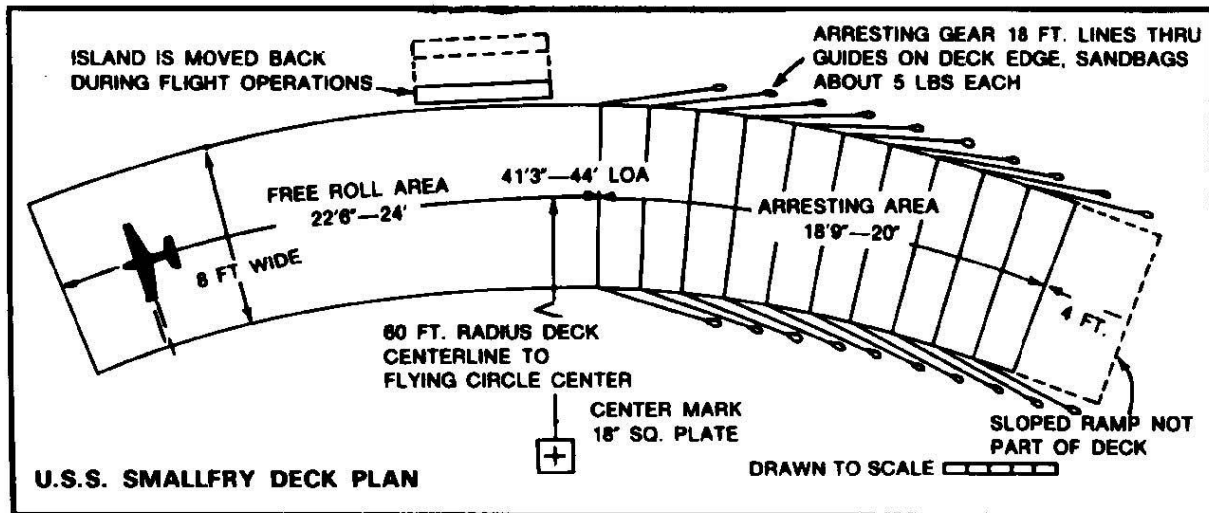 ISLAND IS MOVED BACK
DURING FLIGHT OPERATIONS
ARRESTING GEAR 18 FT. LINES THRU
GUIDES ON DECK EDGE, SANDBAGS
ABOUT 5 LBS EACH
41'3"—44' LOA
FREE ROLL AREA
22'6"—24'
ARRESTING AREA
18'9"—20"
8 FT WIDE
4 FT.
60 FT. RADIUS DECK
CENTERLINE TO
FLYING CIRCLE CENTER
CENTER MARK
18" SQ. PLATE
SLOPED RAMP NOT
PART OF DECK
U.S.S. SMALLFRY DECK PLAN
DRAWN TO SCALE